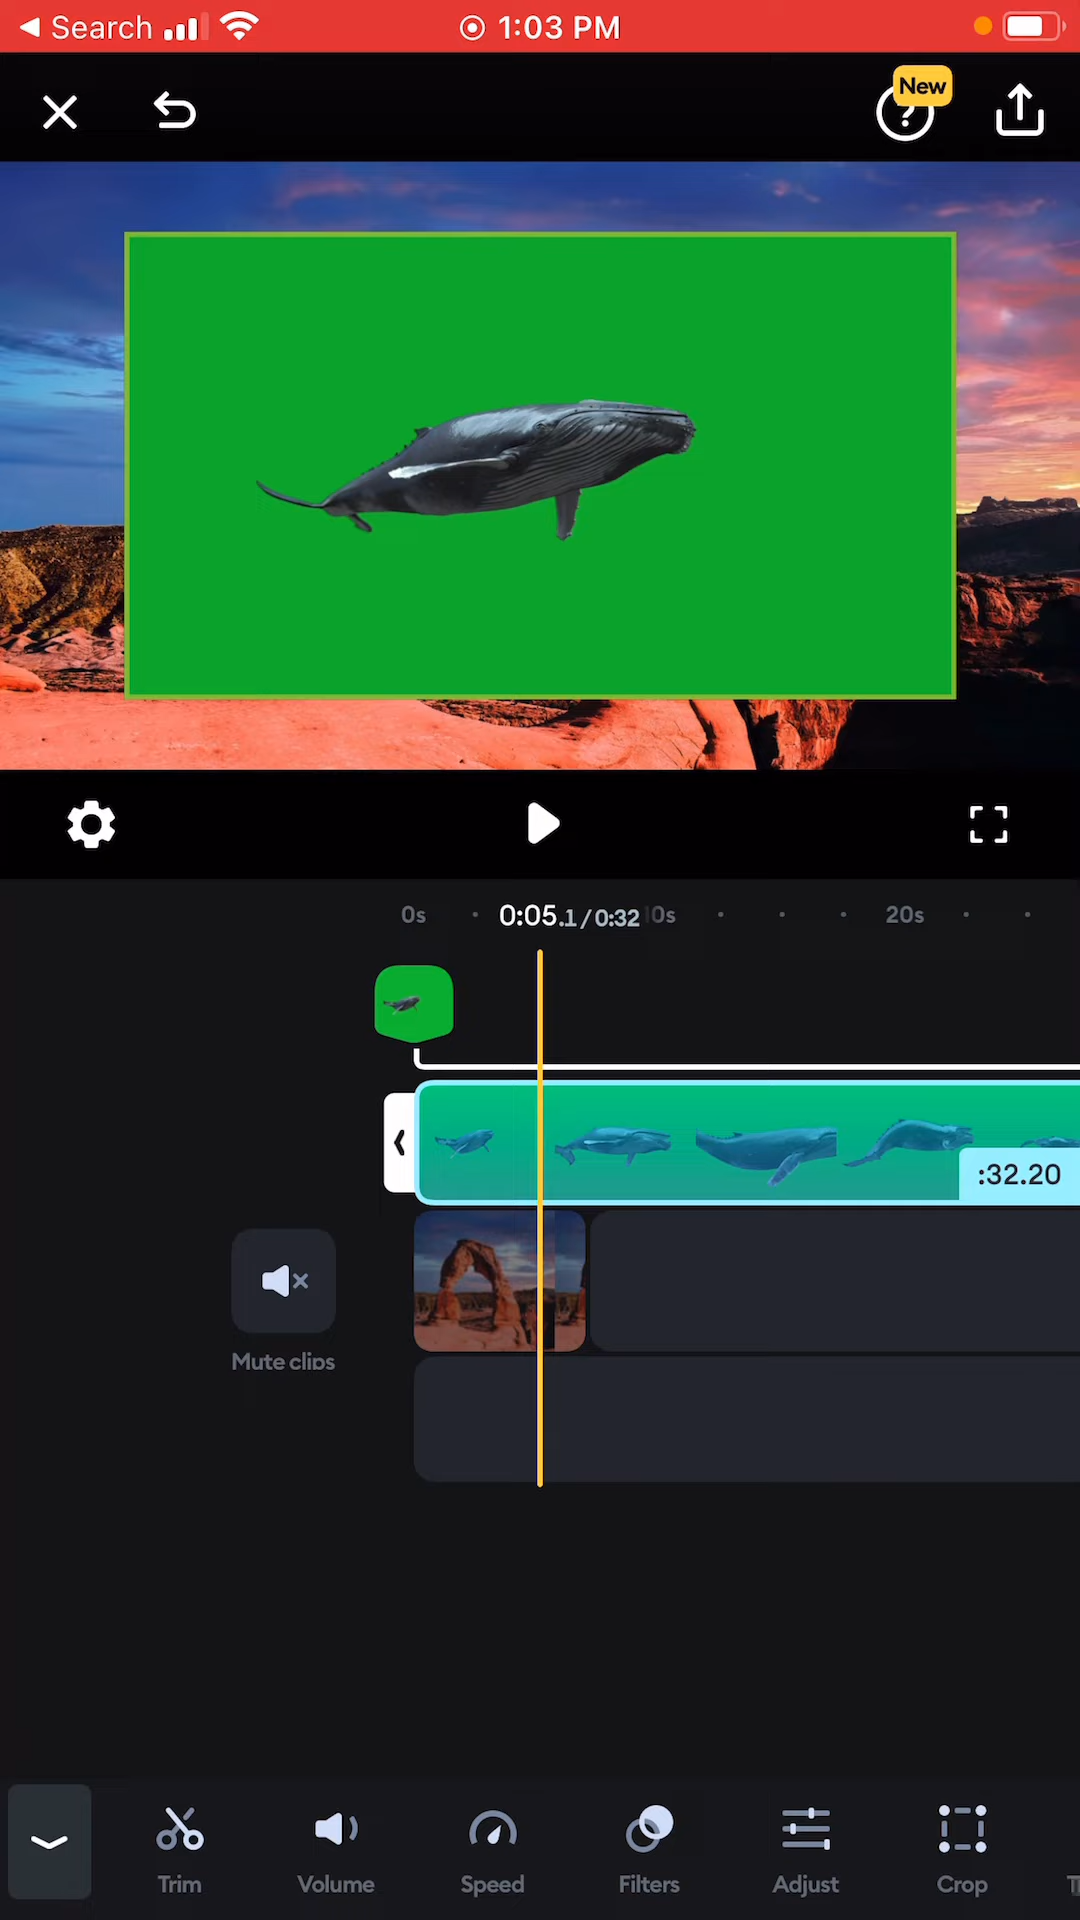 Search
1:03 PM
New
?
0s
0:05.1 / 0:32
0s
20s
:32.20
Mute clips
Trim
Volume
Speed
Filters
Adjust
Crop